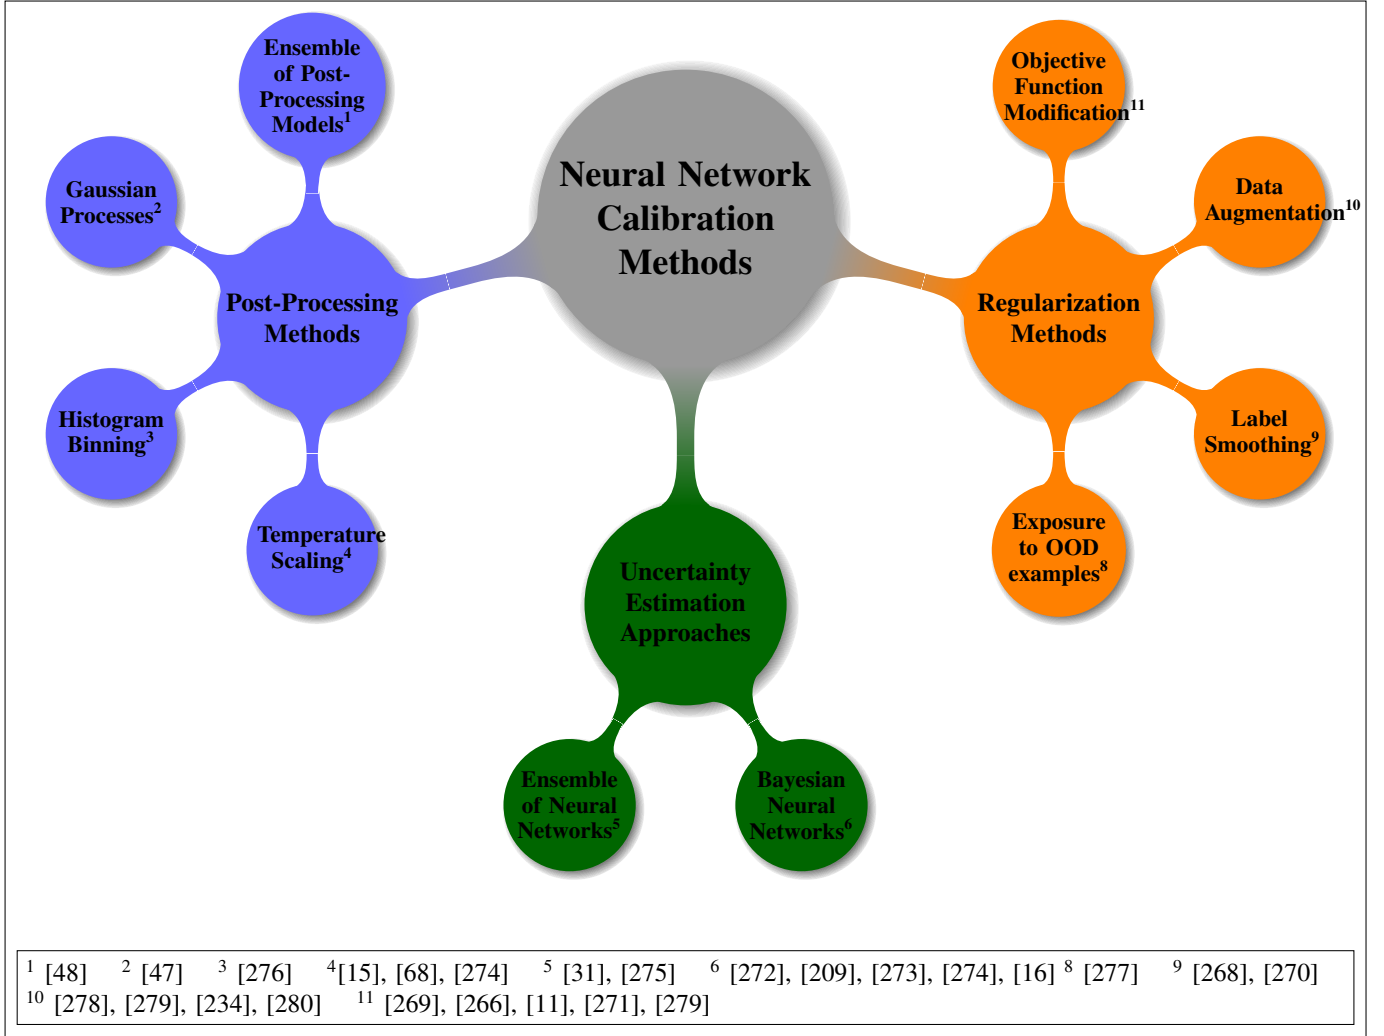 Ensemble
of Post-
Processing
Models¹
Gaussian
Processes²
Post-Processing
Methods
Histogram
Binning³
Temperature
Scaling⁴
Neural Network
Calibration
Methods
Objective
Function
Modification¹¹
Data
Augmentation¹⁰
Regularization
Methods
Label
Smoothing⁹
Exposure
to OOD
examples⁸
Uncertainty
Estimation
Approaches
Ensemble
of Neural
Networks⁵
Bayesian
Neural
Networks⁶
¹ [48] ² [47] ³ [276] ⁴[15], [68], [274] ⁵ [31], [275] ⁶ [272], [209], [273], [274], [16] ⁸ [277] ⁹ [268], [270]
¹⁰ [278], [279], [234], [280] ¹¹ [269], [266], [11], [271], [279]